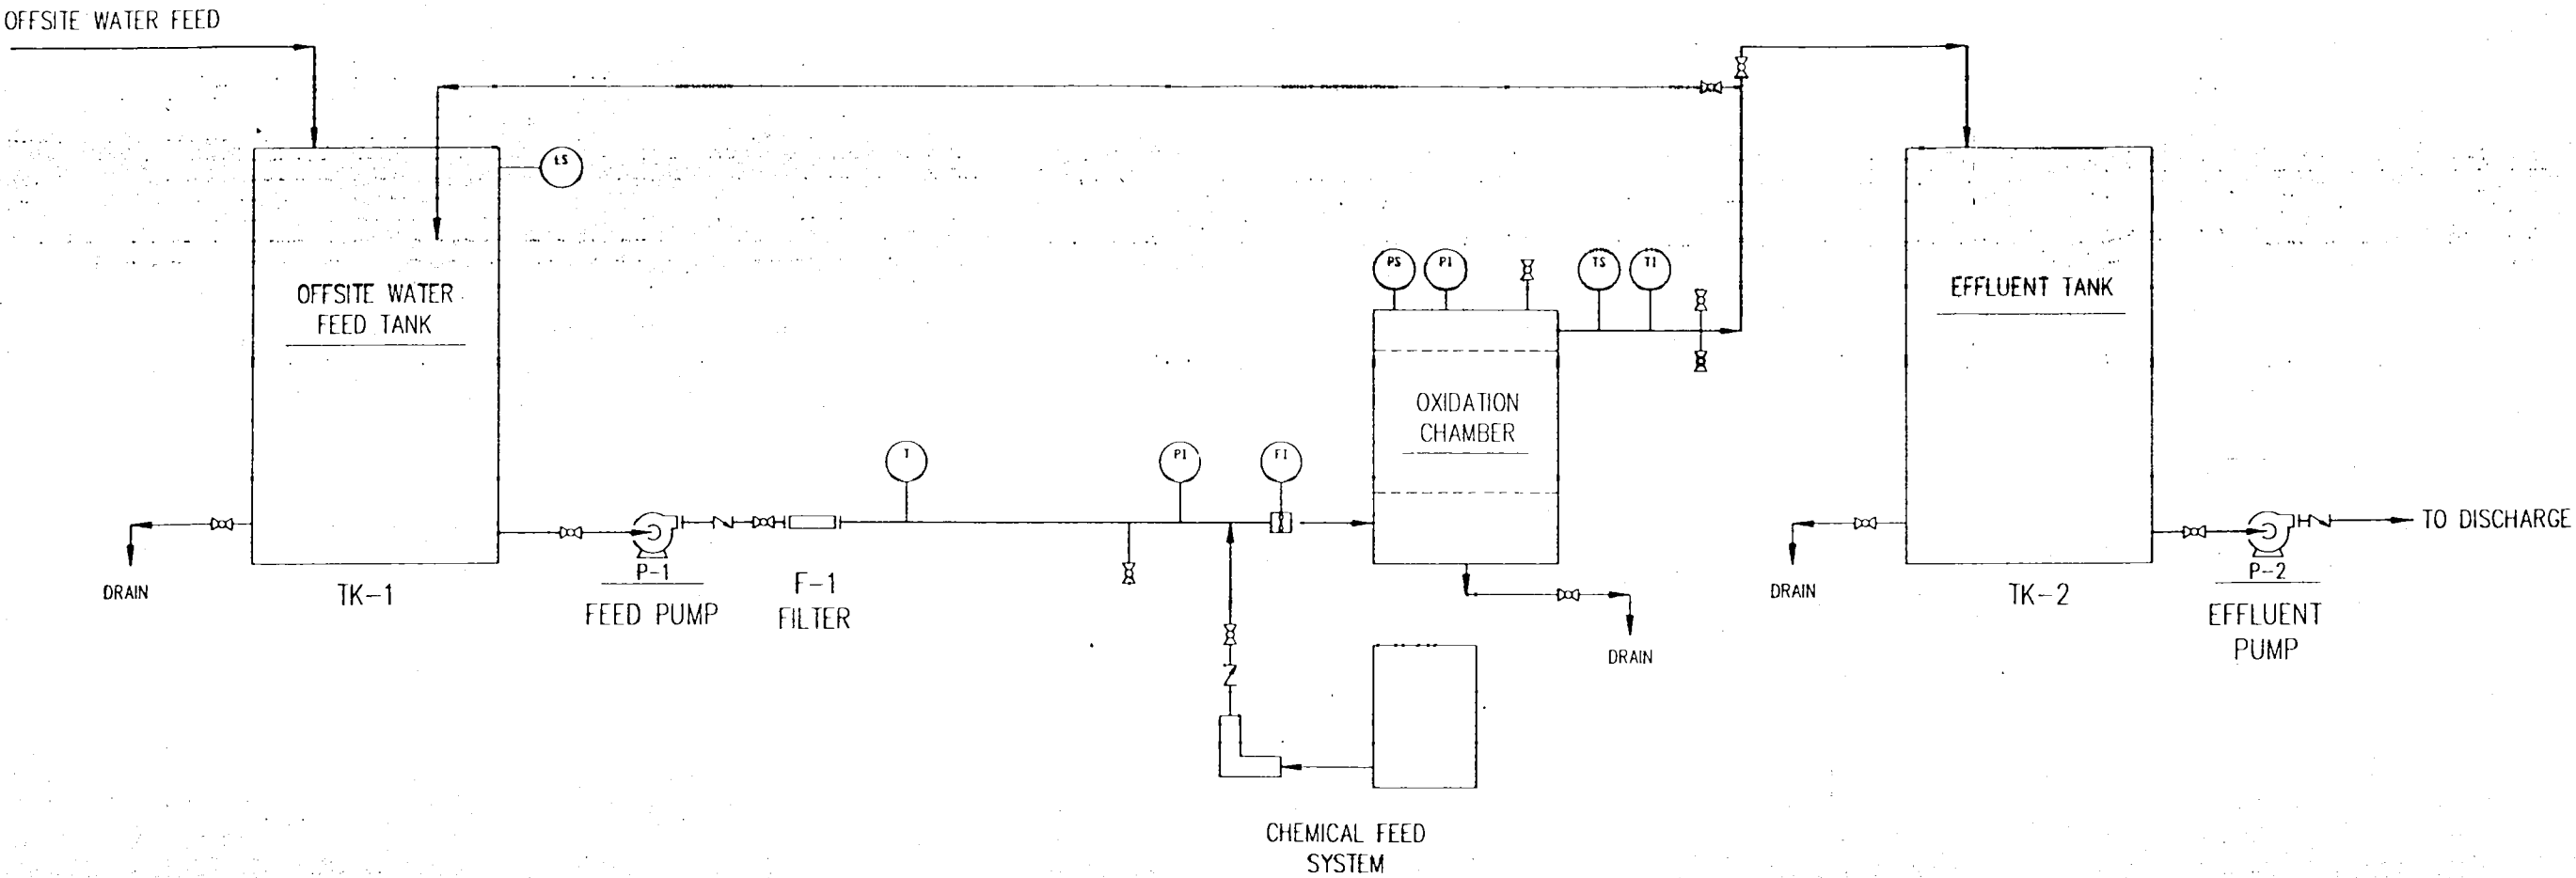 OFFSITE WATER FEED
LS
OFFSITE WATER
FEED TANK
DRAIN
TK-1
P-1
FEED PUMP
F-1
FILTER
T
PI
FI
PS
PI
TS
TI
OXIDATION
CHAMBER
DRAIN
CHEMICAL FEED
SYSTEM
EFFLUENT TANK
DRAIN
TK-2
P-2
EFFLUENT
PUMP
TO DISCHARGE